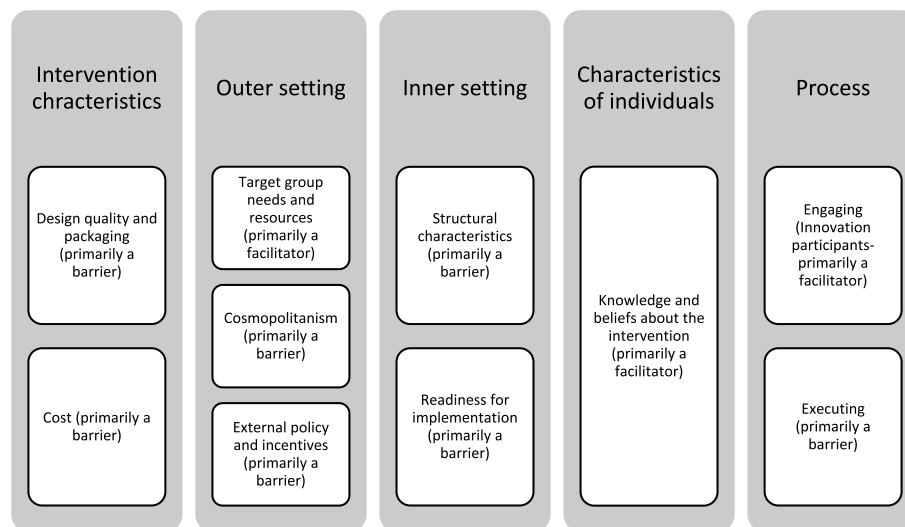 Intervention
chracteristics
Design quality and
packaging
(primarily a
barrier)
Cost (primarily a
barrier)
Outer setting
Target group
needs and
resources
(primarily a
facilitator)
Cosmopolitanism
(primarily a
barrier)
External policy
and incentives
(primarily a
barrier)
Inner setting
Structural
characteristics
(primarily a
barrier)
Readiness for
implementation
(primarily a
barrier)
Characteristics
of individuals
Knowledge and
beliefs about the
intervention
(primarily a
facilitator)
Process
Engaging
(Innovation
participants-
primarily a
facilitator)
Executing
(primarily a
barrier)